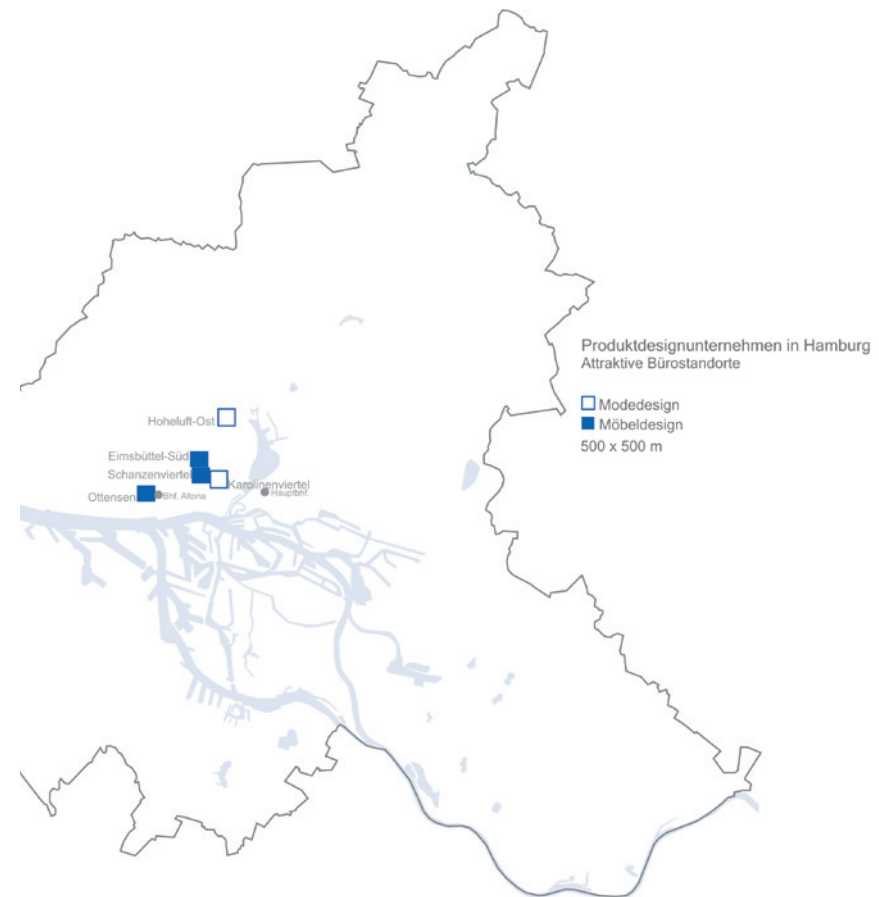 Produktdesignunternehmen in Hamburg
Attraktive Bürostandorte
Modedesign
Möbeldesign
500 x 500 m
Hoheluft-Ost
Eimsbüttel-Süd
Schanzenviertel
Karolinenviertel
Ottensen
Bhf. Altona
Hauptbhf.